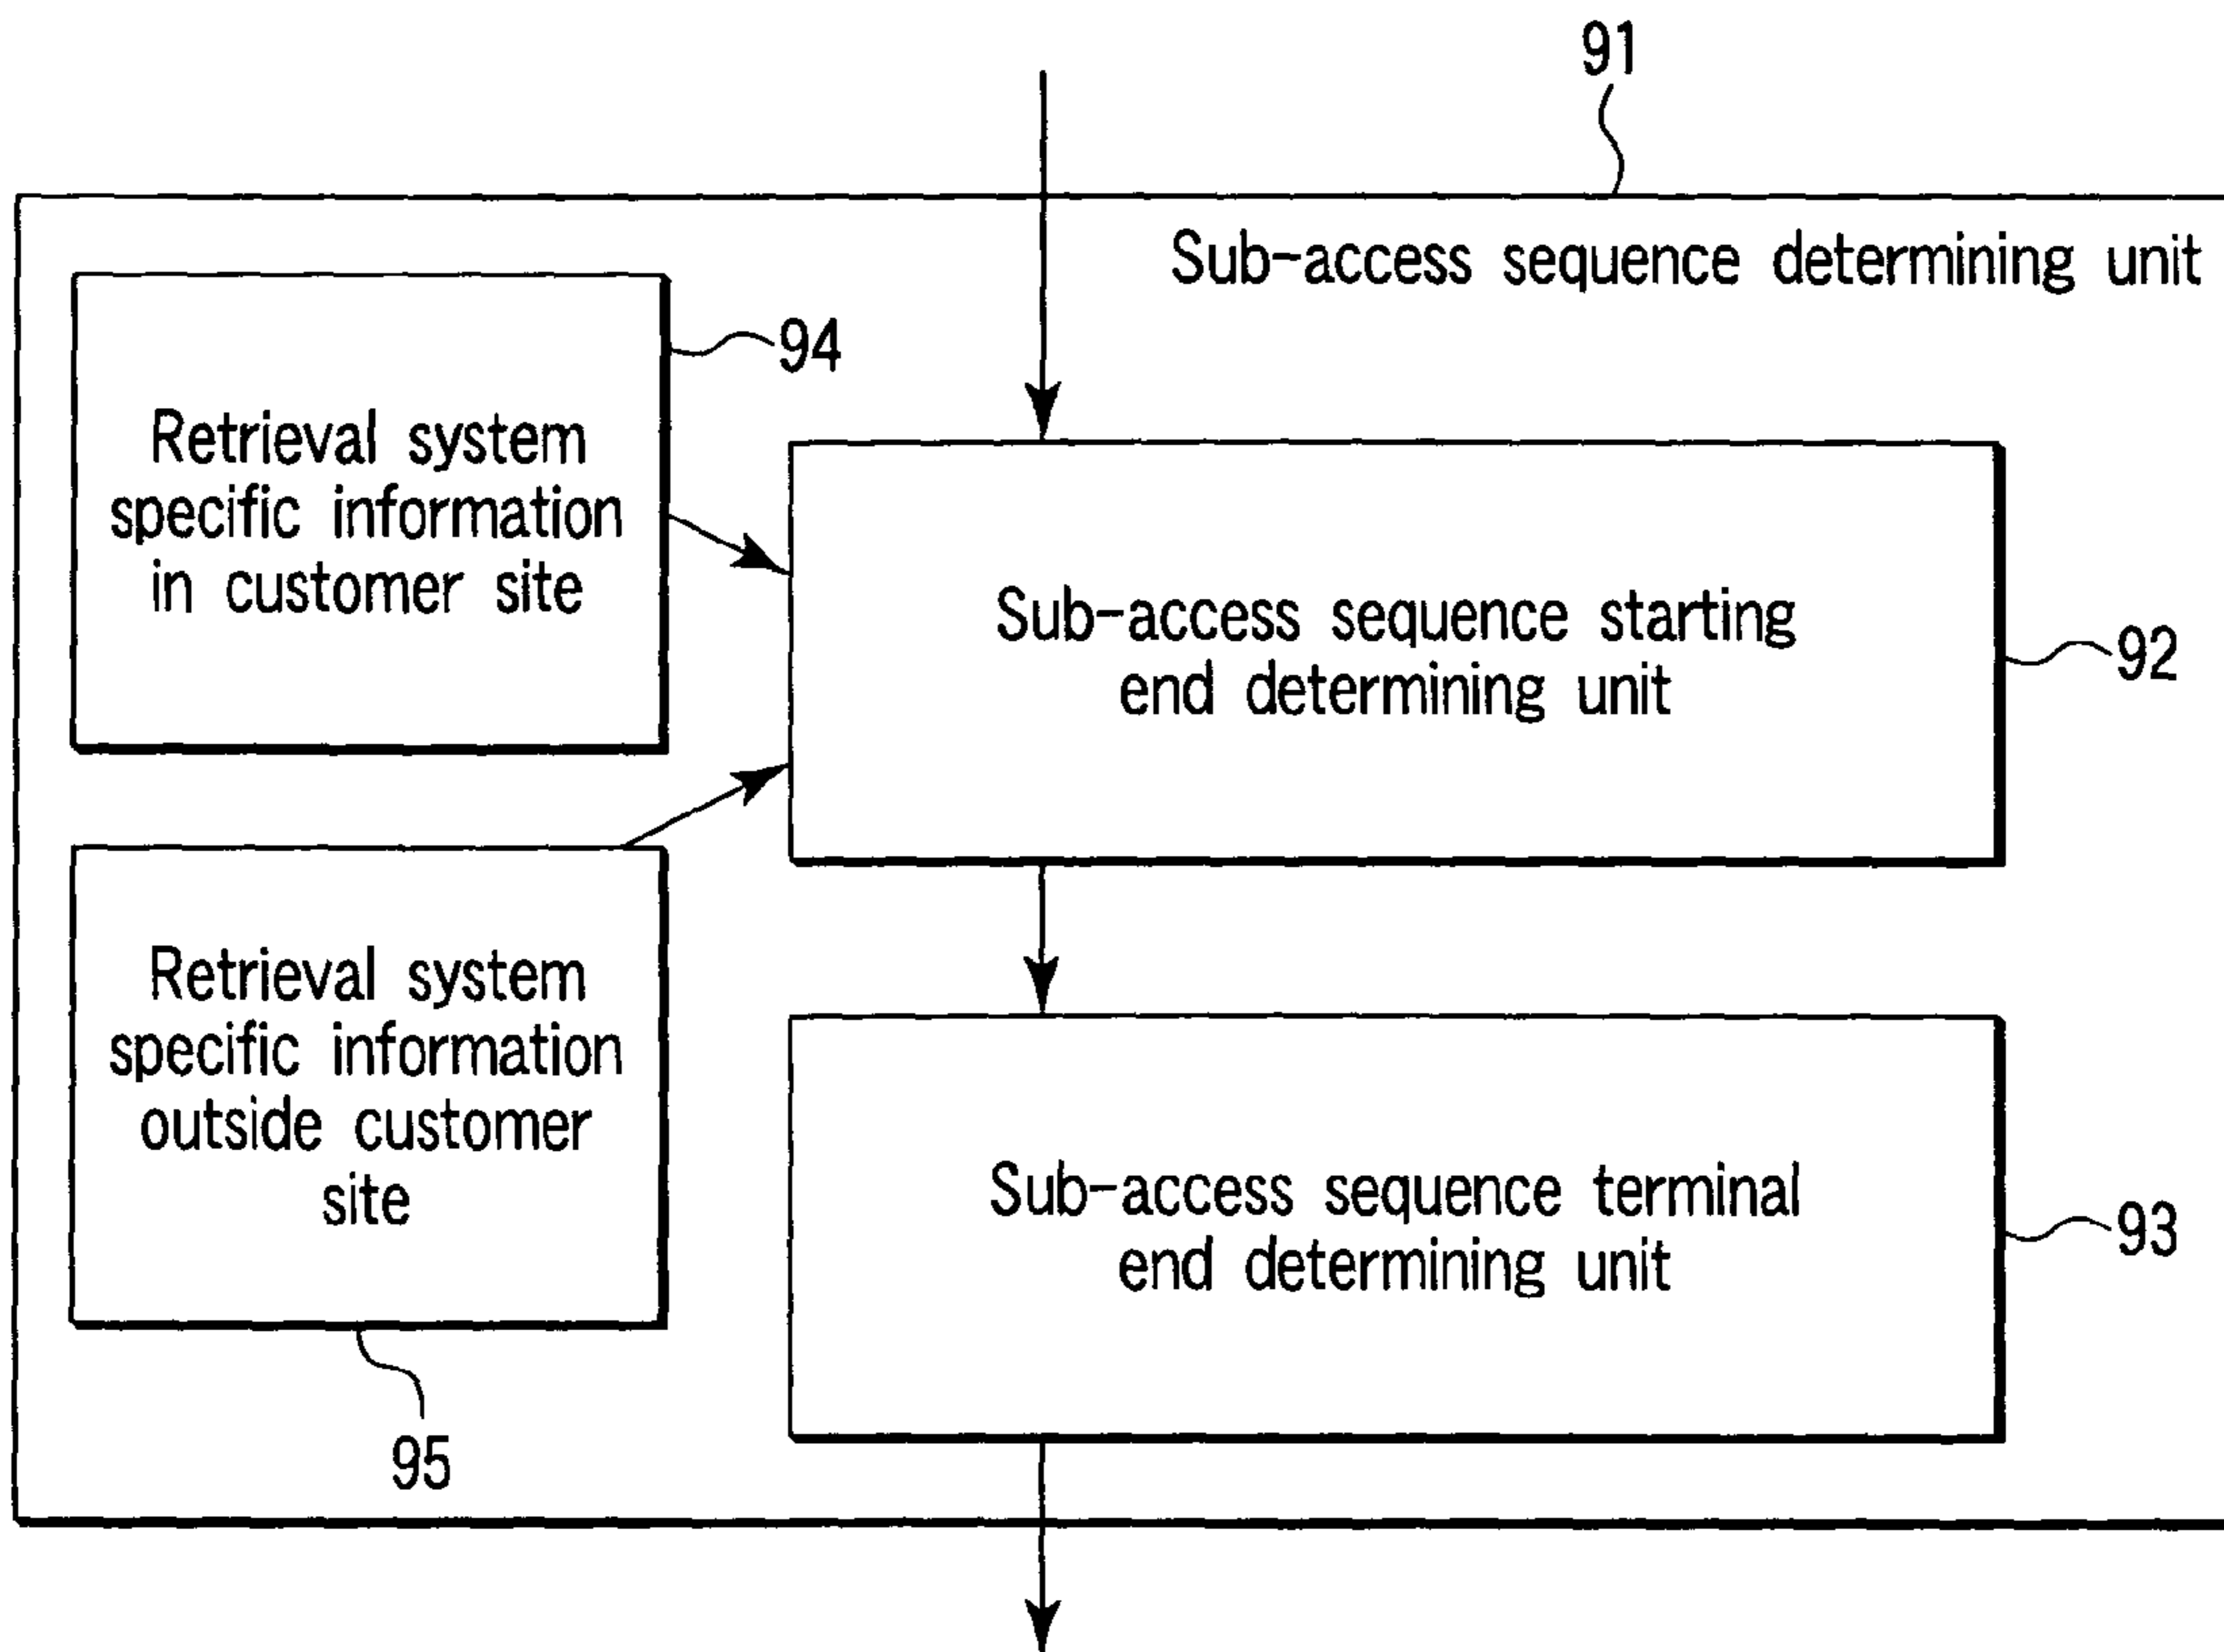 91
Sub-access sequence determining unit
94
Retrieval system
specific information
in customer site
Sub-access sequence starting
end determining unit
92
Retrieval system
specific information
outside customer
site
Sub-access sequence terminal
end determining unit
93
95